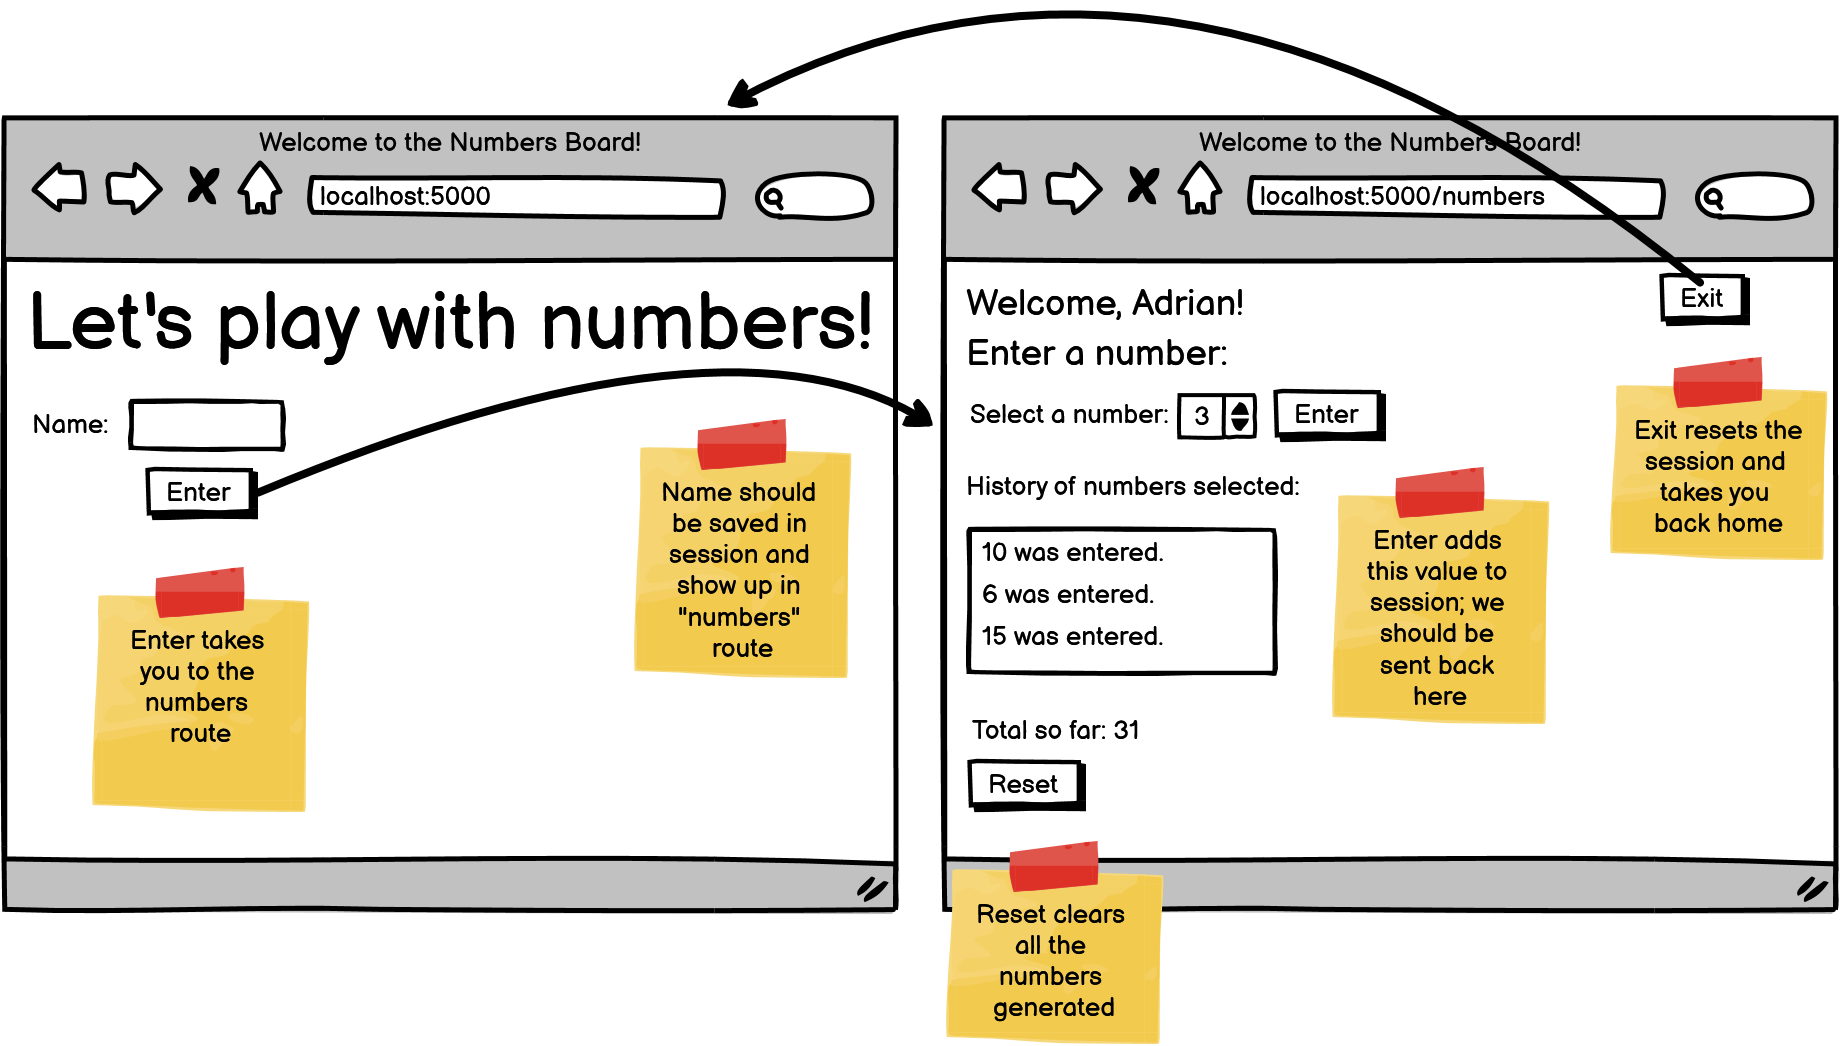 Welcome to the Numbers Board!
localhost:5000
Let's play with numbers!
Name:
Enter
Enter takes
you to the
numbers
route
Name should
be saved in
session and
show up in
"numbers"
route
Welcome to the Numbers Board!
localhost:5000/numbers
Exit
Welcome, Adrian!
Enter a number:
Select a number: 3 Enter
History of numbers selected:
10 was entered.
6 was entered.
15 was entered.
Total so far: 31
Reset
Exit resets the
session and
takes you
back home
Enter adds
this value to
session; we
should be
sent back
here
Reset clears
all the
numbers
generated